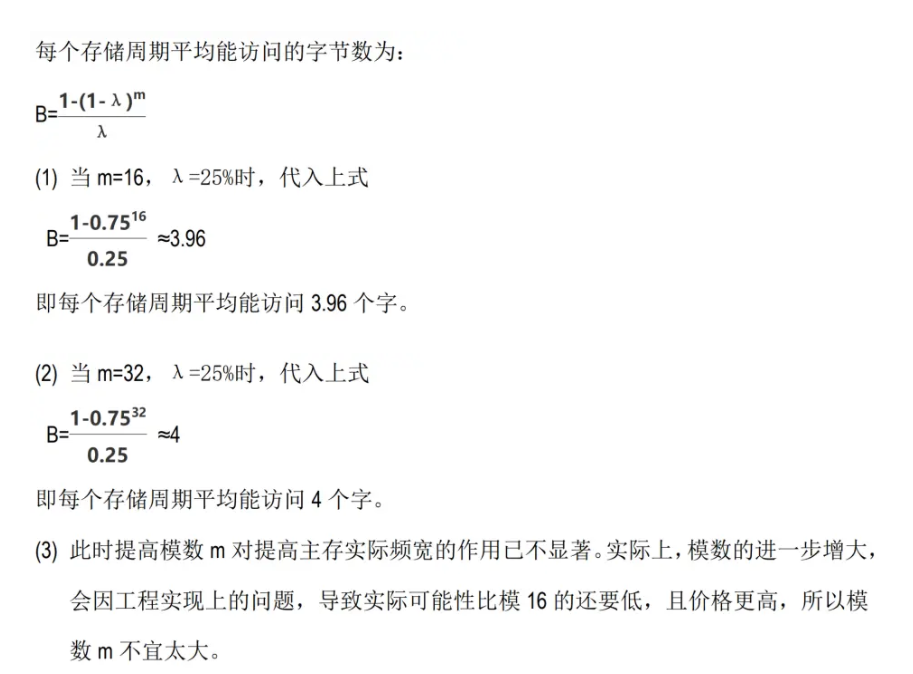 每个存储周期平均能访问的字节数为：
B=\frac{1-(1-λ)^m}{λ}
(1) 当 m=16， λ=25%时，代入上式
B=\frac{1-0.75^{16}}{0.25} ≈3.96
即每个存储周期平均能访问 3.96 个字。
(2) 当 m=32， λ=25%时，代入上式
B=\frac{1-0.75^{32}}{0.25} ≈4
即每个存储周期平均能访问 4 个字。
(3) 此时提高模数 m 对提高主存实际频宽的作用已不显著。实际上，模数的进一步增大，
会因工程实现上的问题，导致实际可能性比模 16 的还要低，且价格更高，所以模
数 m 不宜太大。